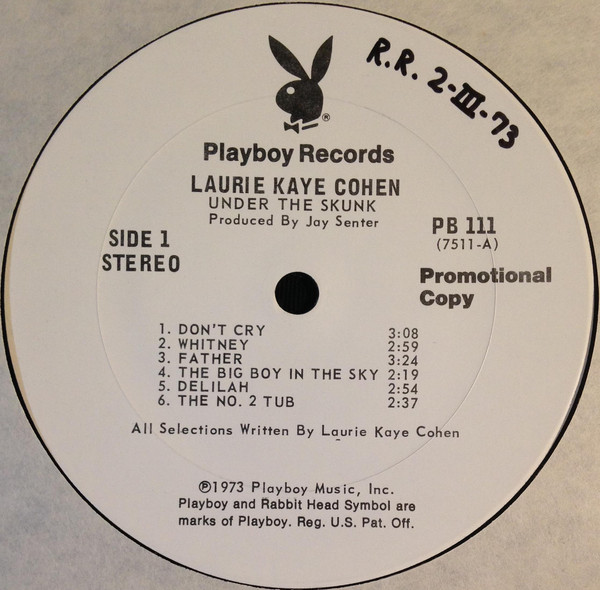 R.R. 2-III-73
®
Playboy Records
LAURIE KAYE COHEN
UNDER THE SKUNK
Produced By Jay Senter
PB 111
(7511-A)
SIDE 1
STEREO
Promotional
Copy
1. DON'T CRY 3:08
2. WHITNEY 2:59
3. FATHER 3:24
4. THE BIG BOY IN THE SKY 2:19
5. DELILAH 2:54
6. THE NO. 2 TUB 2:37
All Selections Written By Laurie Kaye Cohen
℗1973 Playboy Music, Inc.
Playboy and Rabbit Head Symbol are
marks of Playboy. Reg. U.S. Pat. Off.